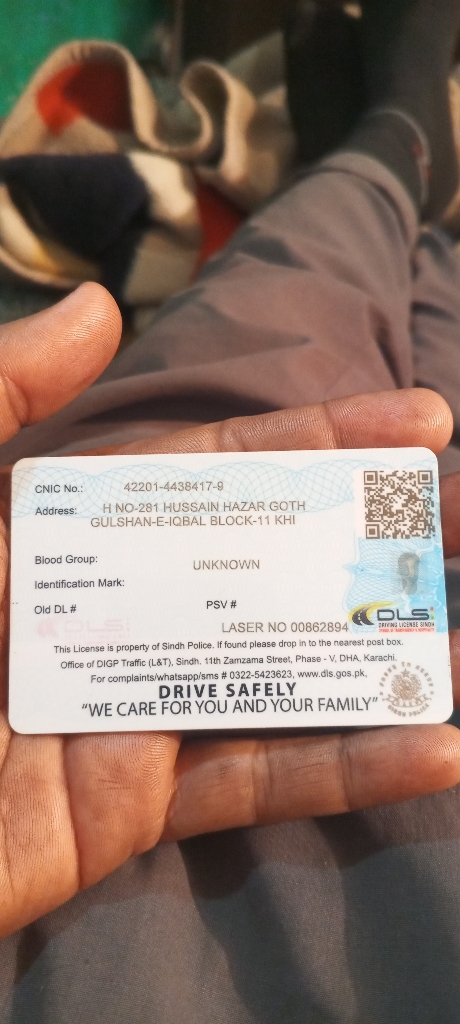 CNIC No.: 42201-4438417-9
Address: H NO-281 HUSSAIN HAZAR GOTH
GULSHAN-E-IQBAL BLOCK-11 KHI
Blood Group: UNKNOWN
Identification Mark:
Old DL # PSV #
DLS
DRIVING LICENSE SINDH
LASER NO 00862894
This License is property of Sindh Police. If found please drop in to the nearest post box.
Office of DIGP Traffic (L&T), Sindh. 11th Zamzama Street, Phase - V, DHA, Karachi.
For complaints/whatsapp/sms # 0322-5423623, www.dls.gos.pk,
DRIVE SAFELY
"WE CARE FOR YOU AND YOUR FAMILY"